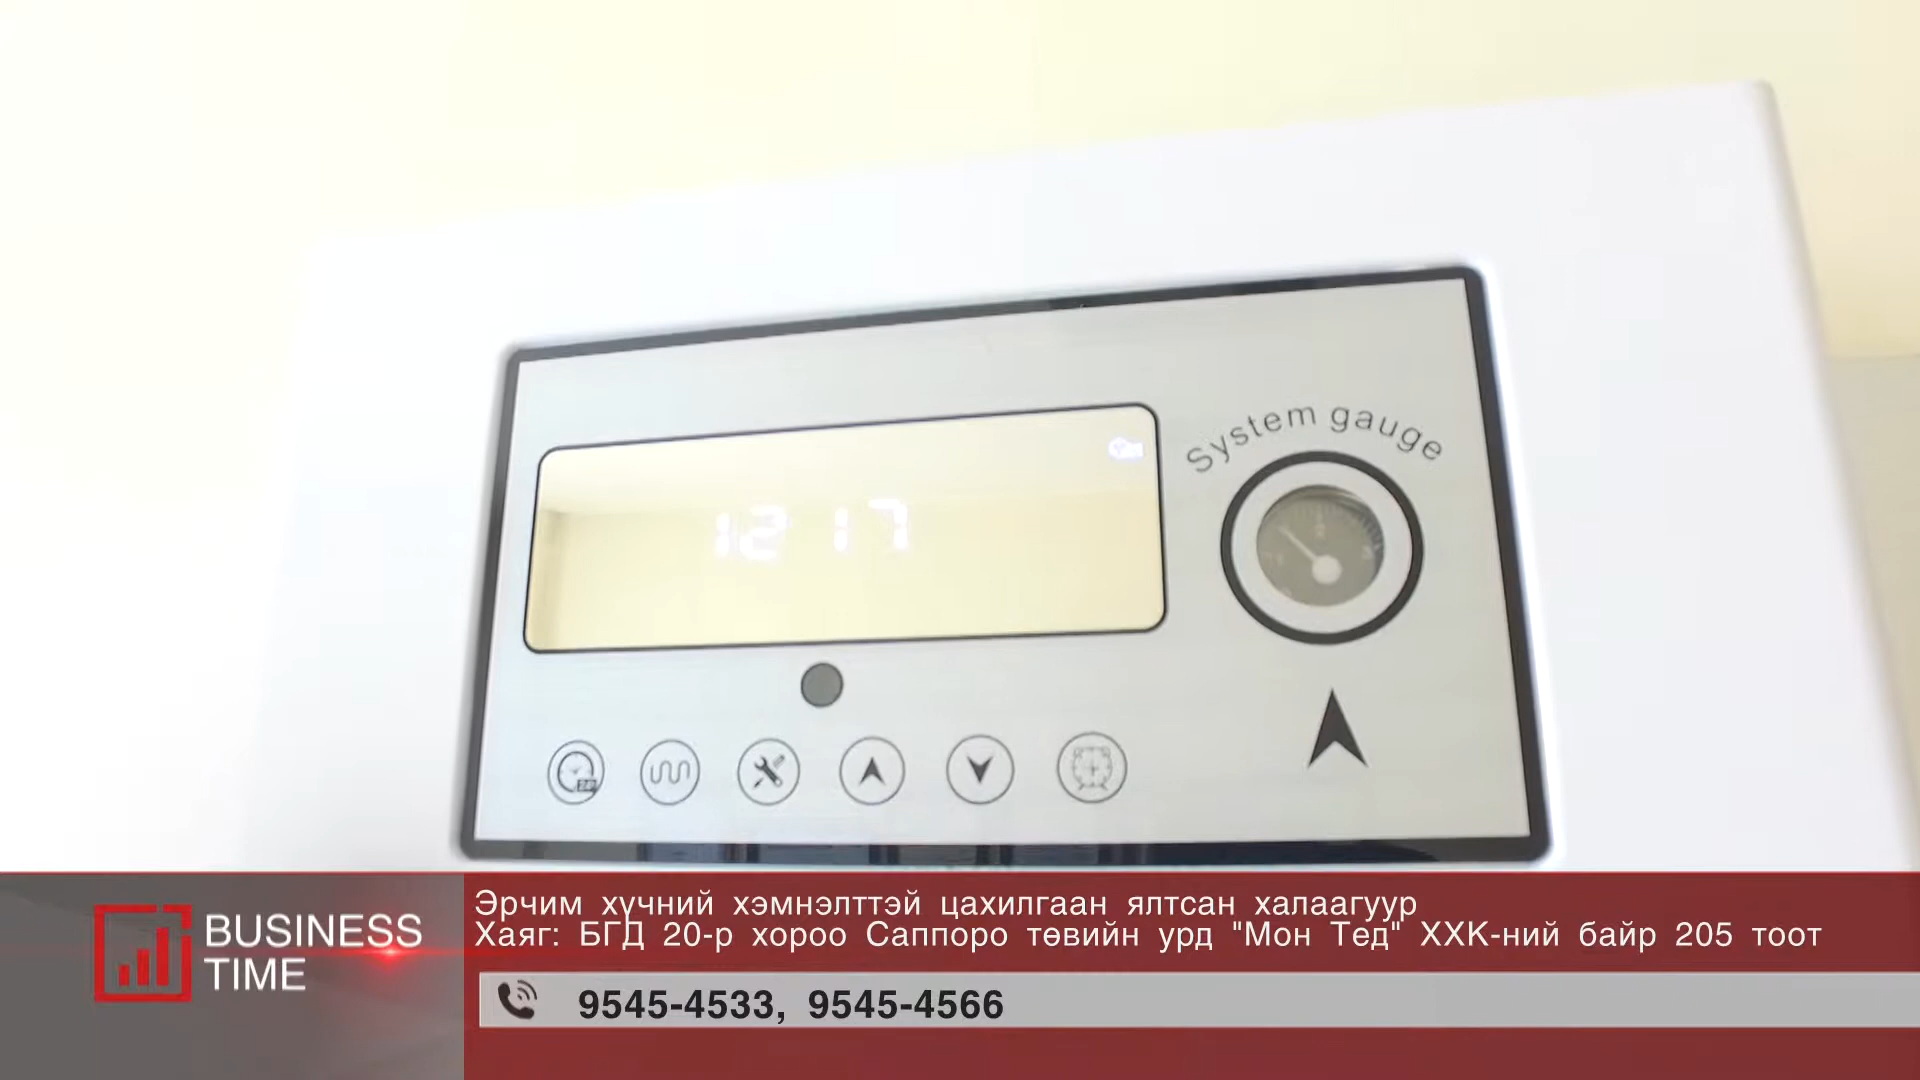 System gauge
12 17
BUSINESS
TIME
Эрчим хүчний хэмнэлттэй цахилгаан ялтсан халаагуур
Хаяг: БГД 20-р хороо Саппоро төвийн урд "Мон Тед" ХХК-ний байр 205 тоот
9545-4533, 9545-4566